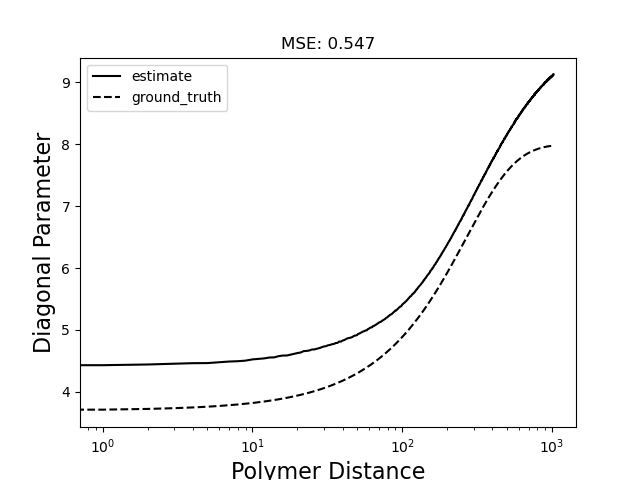 MSE: 0.547
estimate
ground_truth
Diagonal Parameter
9
8
7
6
5
4
10⁰
10¹
10²
10³
Polymer Distance